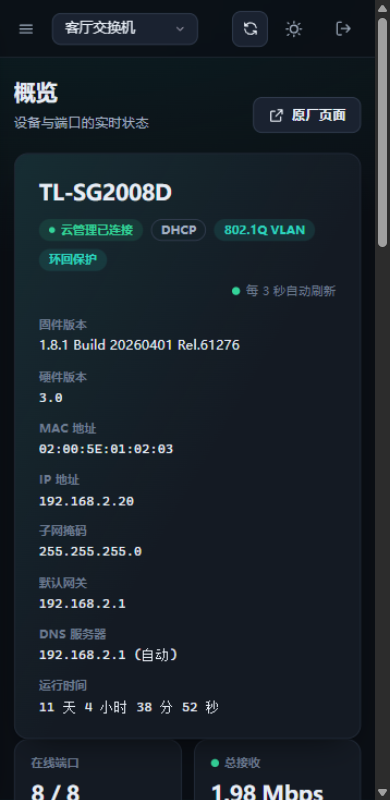 客厅交换机
概览
设备与端口的实时状态
原厂页面
TL-SG2008D
云管理已连接 DHCP 802.1Q VLAN
环回保护
每 3 秒自动刷新
固件版本
1.8.1 Build 20260401 Rel.61276
硬件版本
3.0
MAC 地址
02:00:5E:01:02:03
IP 地址
192.168.2.20
子网掩码
255.255.255.0
默认网关
192.168.2.1
DNS 服务器
192.168.2.1 (自动)
运行时间
11 天 4 小时 38 分 52 秒
在线端口 总接收
8 / 8 1.98 Mbps